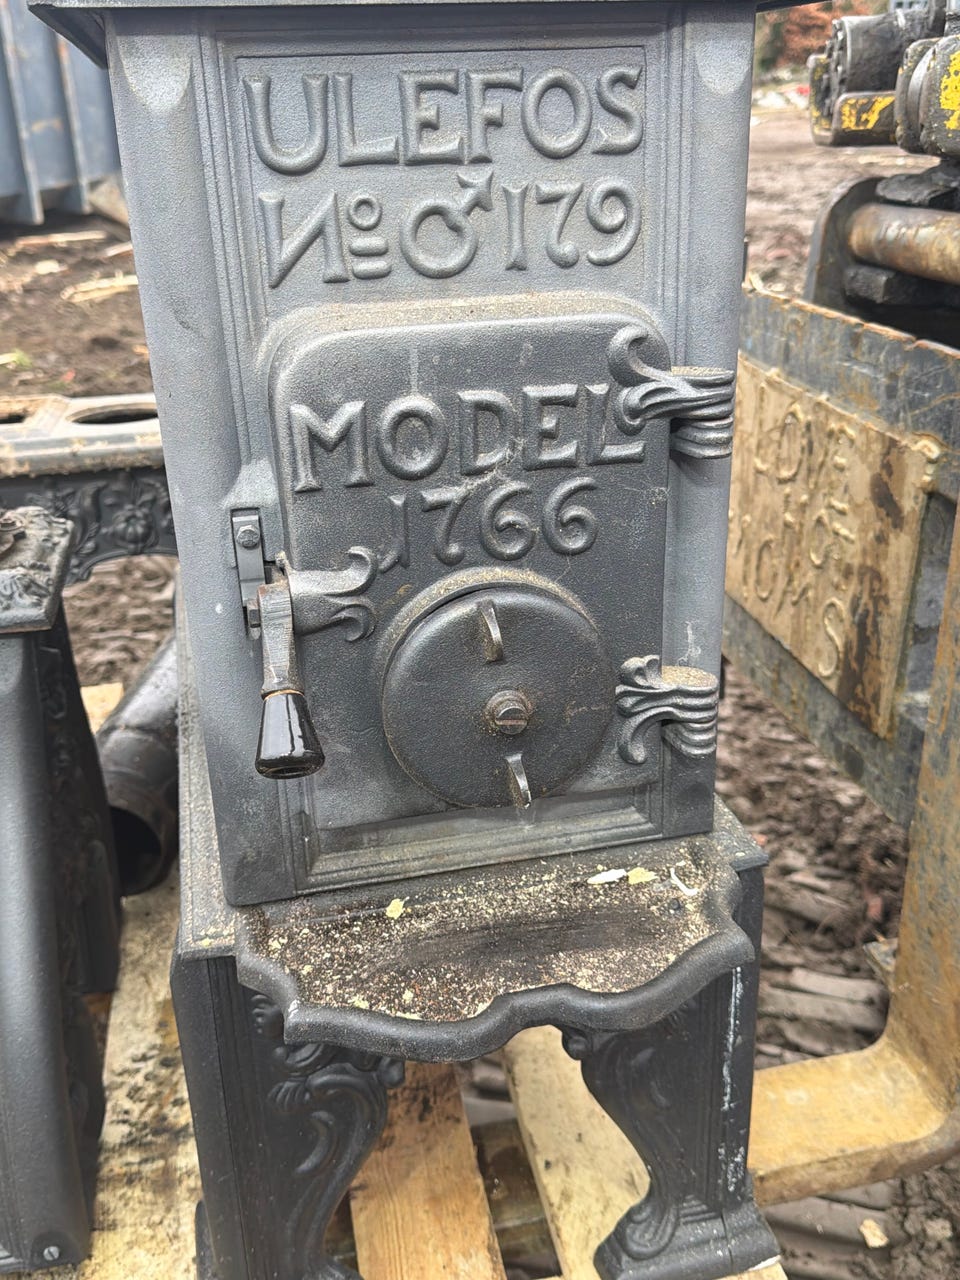 ULEFOS
No ♂ 179
MODEL
1766